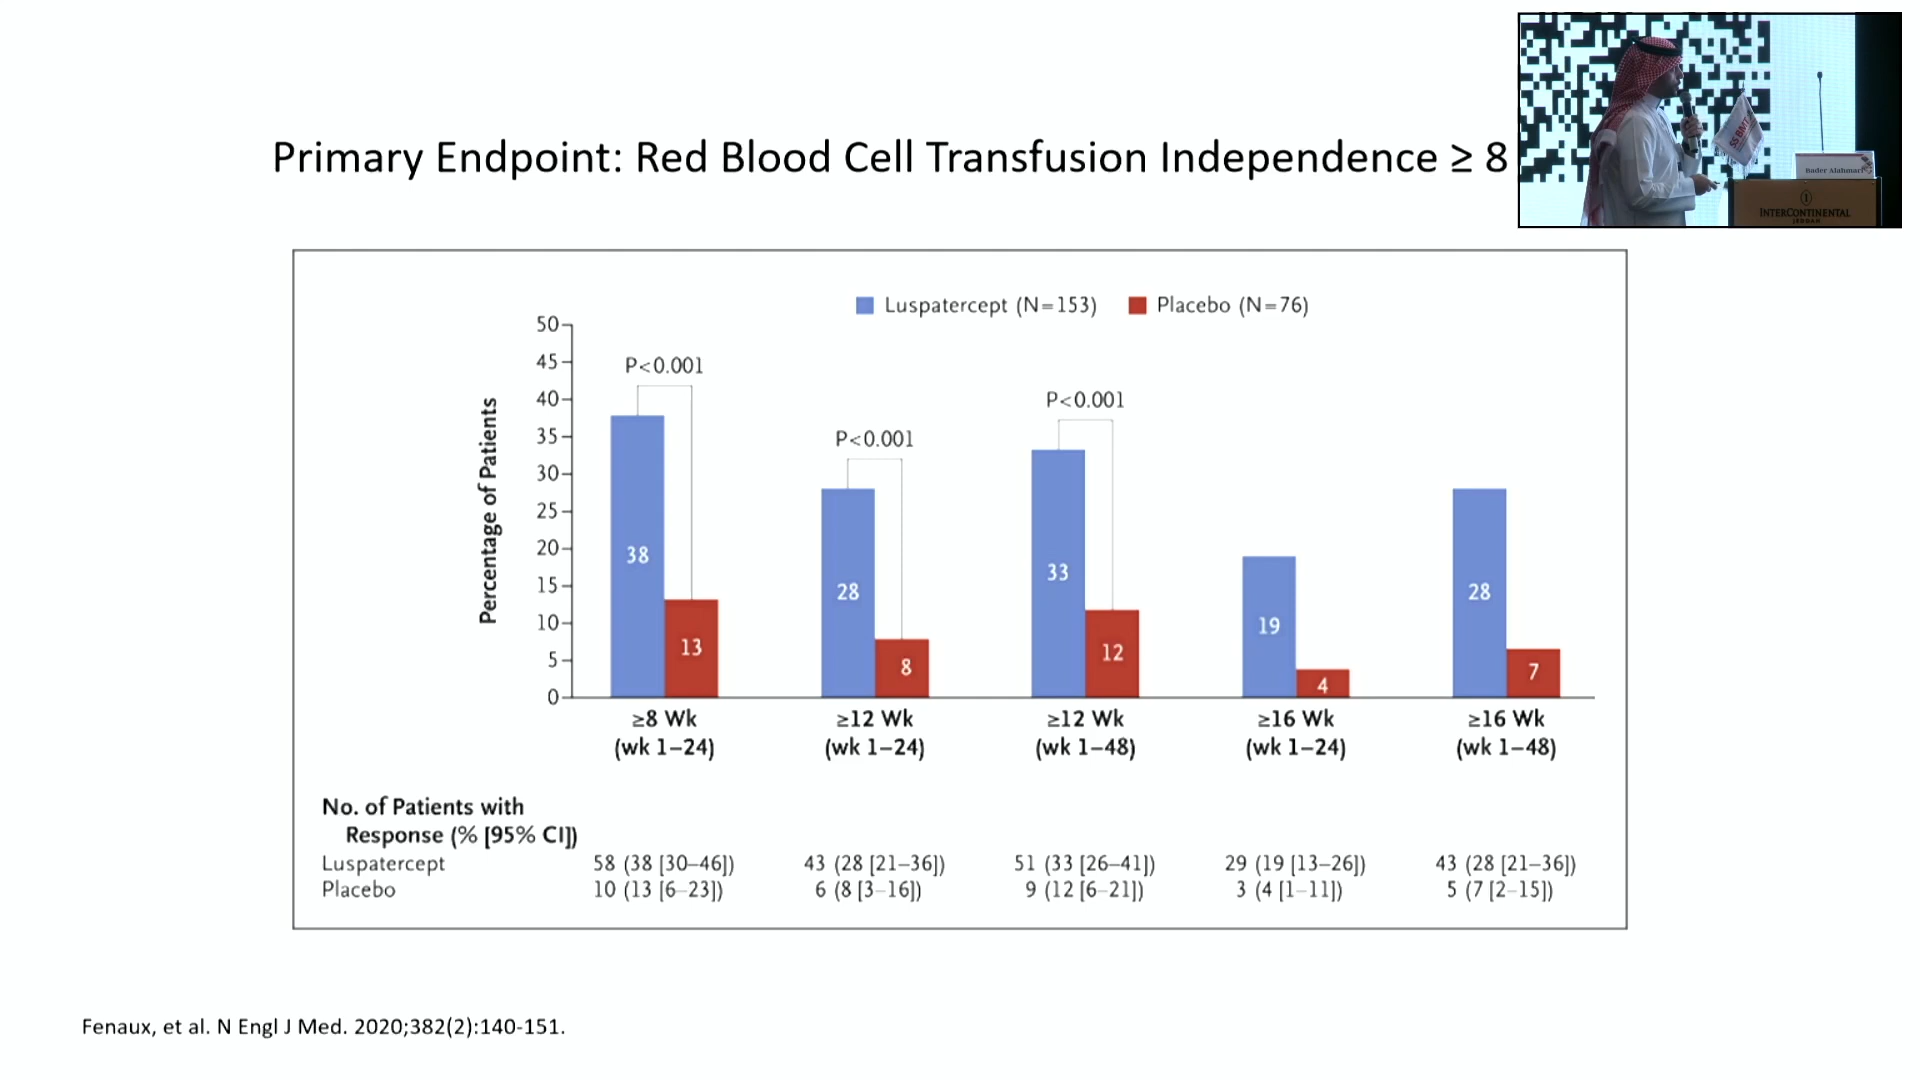 Primary Endpoint: Red Blood Cell Transfusion Independence ≥ 8
SS BMT
Bader Alahmari
INTERCONTINENTAL
JEDDAH
Luspatercept (N=153)
Placebo (N=76)
Percentage of Patients
50
45
40
35
30
25
20
15
10
5
0
P<0.001
P<0.001
P<0.001
38
13
28
8
33
12
19
4
28
7
≥8 Wk
(wk 1–24)
≥12 Wk
(wk 1–24)
≥12 Wk
(wk 1–48)
≥16 Wk
(wk 1–24)
≥16 Wk
(wk 1–48)
No. of Patients with
Response (% [95% CI])
Luspatercept 58 (38 [30–46]) 43 (28 [21–36]) 51 (33 [26–41]) 29 (19 [13–26]) 43 (28 [21–36])
Placebo 10 (13 [6–23]) 6 (8 [3–16]) 9 (12 [6–21]) 3 (4 [1–11]) 5 (7 [2–15])
Fenaux, et al. N Engl J Med. 2020;382(2):140-151.